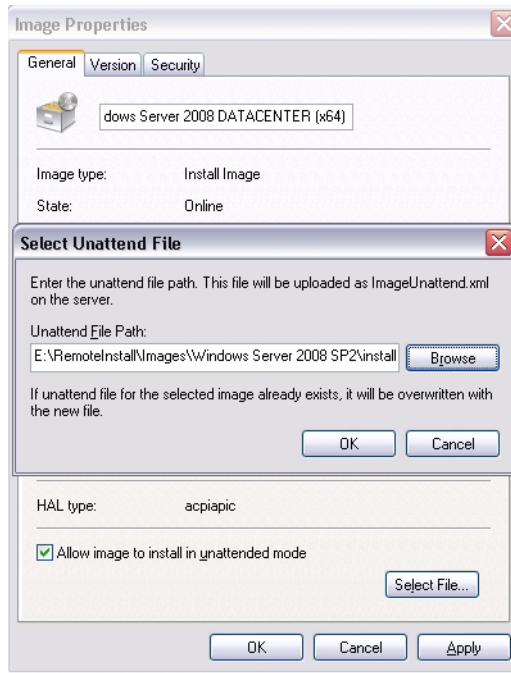 Image Properties
General Version Security
dows Server 2008 DATACENTER (x64)
Image type: Install Image
State: Online
Select Unattend File
Enter the unattend file path. This file will be uploaded as ImageUnattend.xml
on the server.
Unattend File Path:
E:\RemoteInstall\Images\Windows Server 2008 SP2\install Browse
If unattend file for the selected image already exists, it will be overwritten with
the new file.
OK Cancel
HAL type: acpiapic
Allow image to install in unattended mode
Select File...
OK Cancel Apply